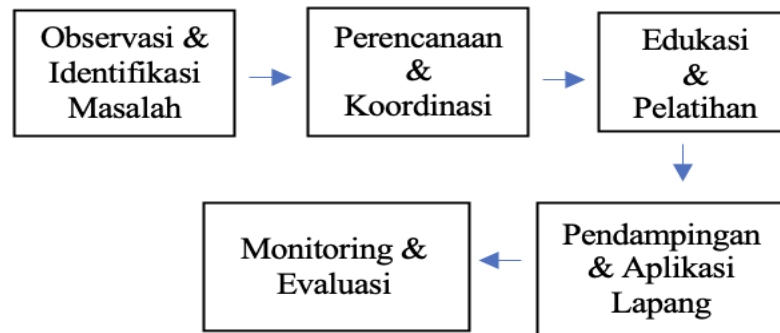 Observasi &
Identifikasi
Masalah
Perencanaan
&
Koordinasi
Edukasi
&
Pelatihan
Pendampingan
& Aplikasi
Lapang
Monitoring &
Evaluasi